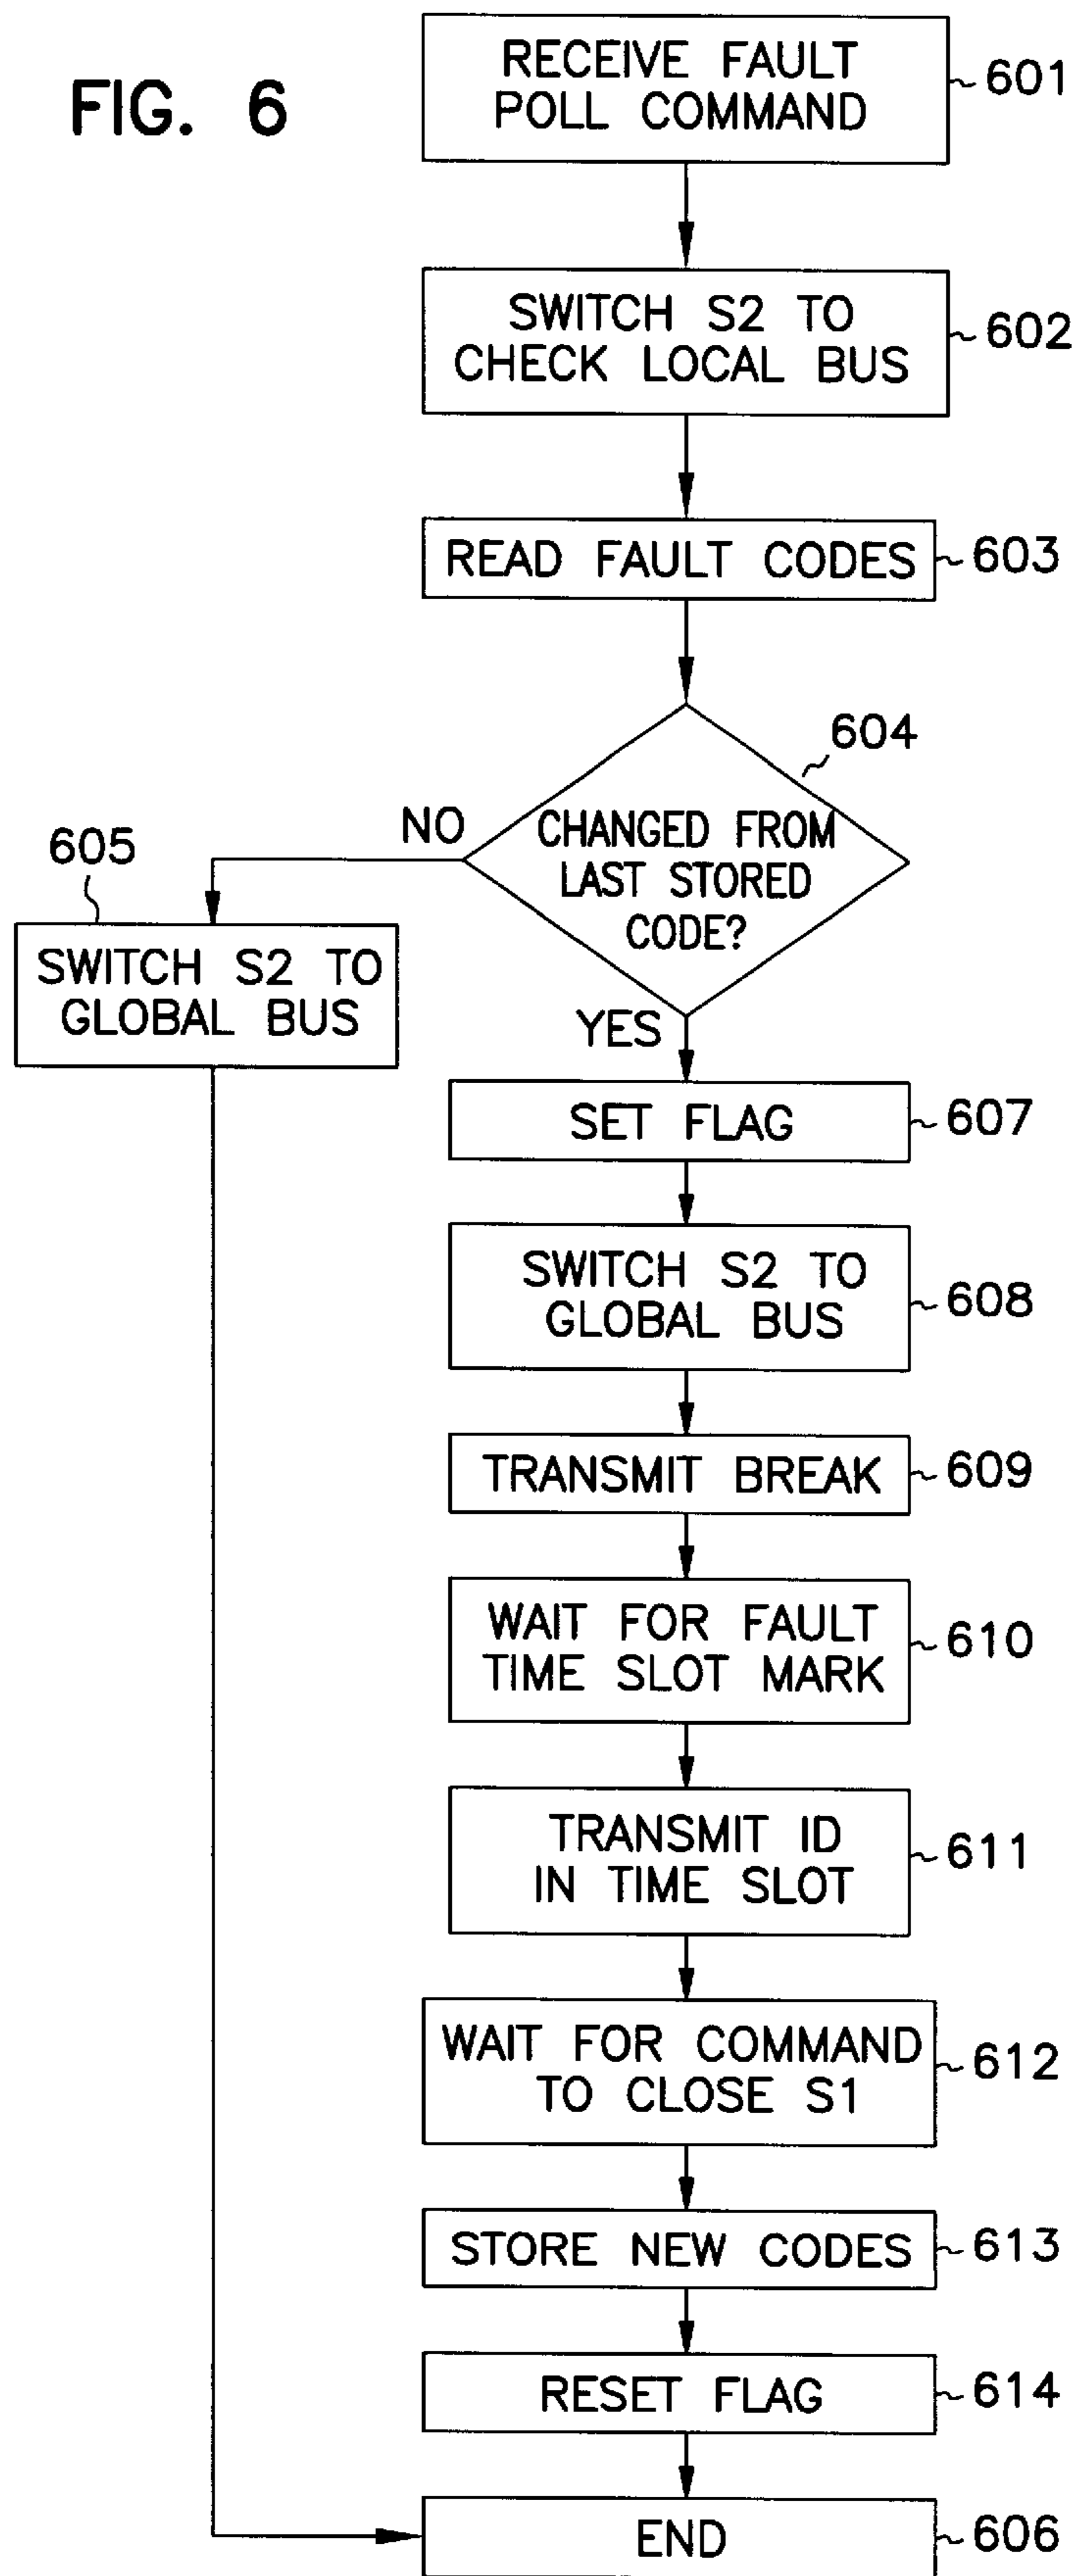 FIG. 6
RECEIVE FAULT
POLL COMMAND
601
SWITCH S2 TO
CHECK LOCAL BUS
602
READ FAULT CODES
603
604
CHANGED FROM
LAST STORED
CODE?
NO
605
SWITCH S2 TO
GLOBAL BUS
YES
SET FLAG
607
SWITCH S2 TO
GLOBAL BUS
608
TRANSMIT BREAK
609
WAIT FOR FAULT
TIME SLOT MARK
610
TRANSMIT ID
IN TIME SLOT
611
WAIT FOR COMMAND
TO CLOSE S1
612
STORE NEW CODES
613
RESET FLAG
614
END
606